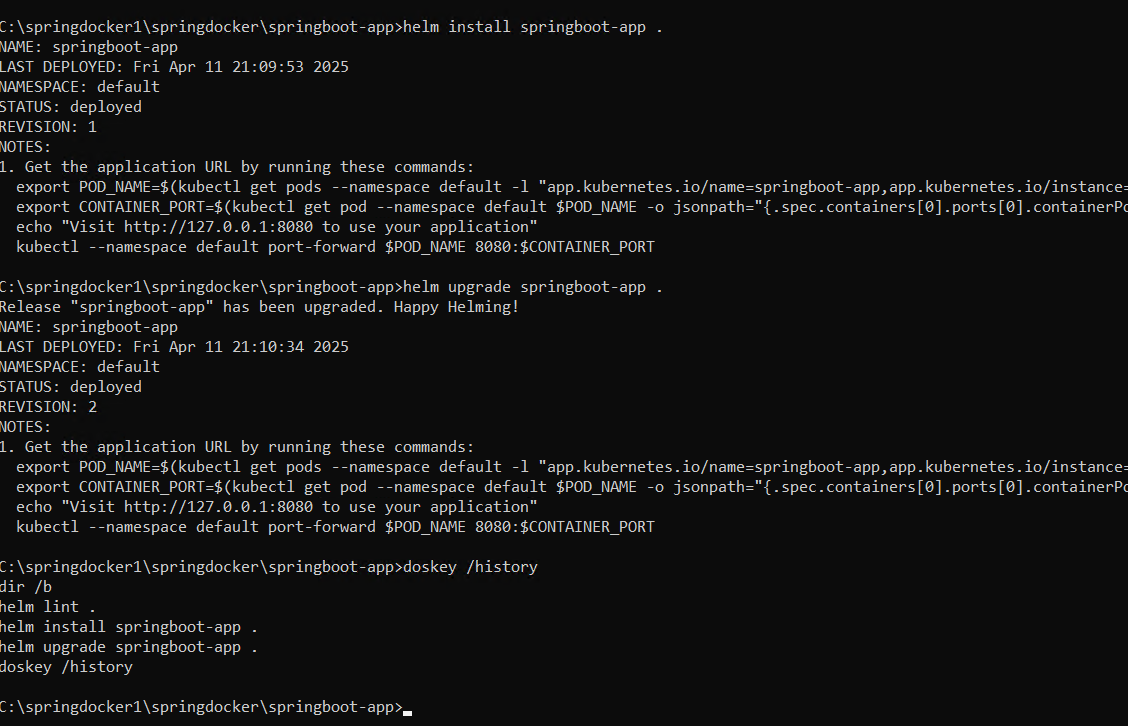 C:\springdocker1\springdocker\springboot-app>helm install springboot-app .
NAME: springboot-app
LAST DEPLOYED: Fri Apr 11 21:09:53 2025
NAMESPACE: default
STATUS: deployed
REVISION: 1
NOTES:
1. Get the application URL by running these commands:
  export POD_NAME=$(kubectl get pods --namespace default -l "app.kubernetes.io/name=springboot-app,app.kubernetes.io/instance=
  export CONTAINER_PORT=$(kubectl get pod --namespace default $POD_NAME -o jsonpath="{.spec.containers[0].ports[0].containerPo
  echo "Visit http://127.0.0.1:8080 to use your application"
  kubectl --namespace default port-forward $POD_NAME 8080:$CONTAINER_PORT
C:\springdocker1\springdocker\springboot-app>helm upgrade springboot-app .
Release "springboot-app" has been upgraded. Happy Helming!
NAME: springboot-app
LAST DEPLOYED: Fri Apr 11 21:10:34 2025
NAMESPACE: default
STATUS: deployed
REVISION: 2
NOTES:
1. Get the application URL by running these commands:
  export POD_NAME=$(kubectl get pods --namespace default -l "app.kubernetes.io/name=springboot-app,app.kubernetes.io/instance=
  export CONTAINER_PORT=$(kubectl get pod --namespace default $POD_NAME -o jsonpath="{.spec.containers[0].ports[0].containerPo
  echo "Visit http://127.0.0.1:8080 to use your application"
  kubectl --namespace default port-forward $POD_NAME 8080:$CONTAINER_PORT
C:\springdocker1\springdocker\springboot-app>doskey /history
dir /b
helm lint .
helm install springboot-app .
helm upgrade springboot-app .
doskey /history
C:\springdocker1\springdocker\springboot-app>